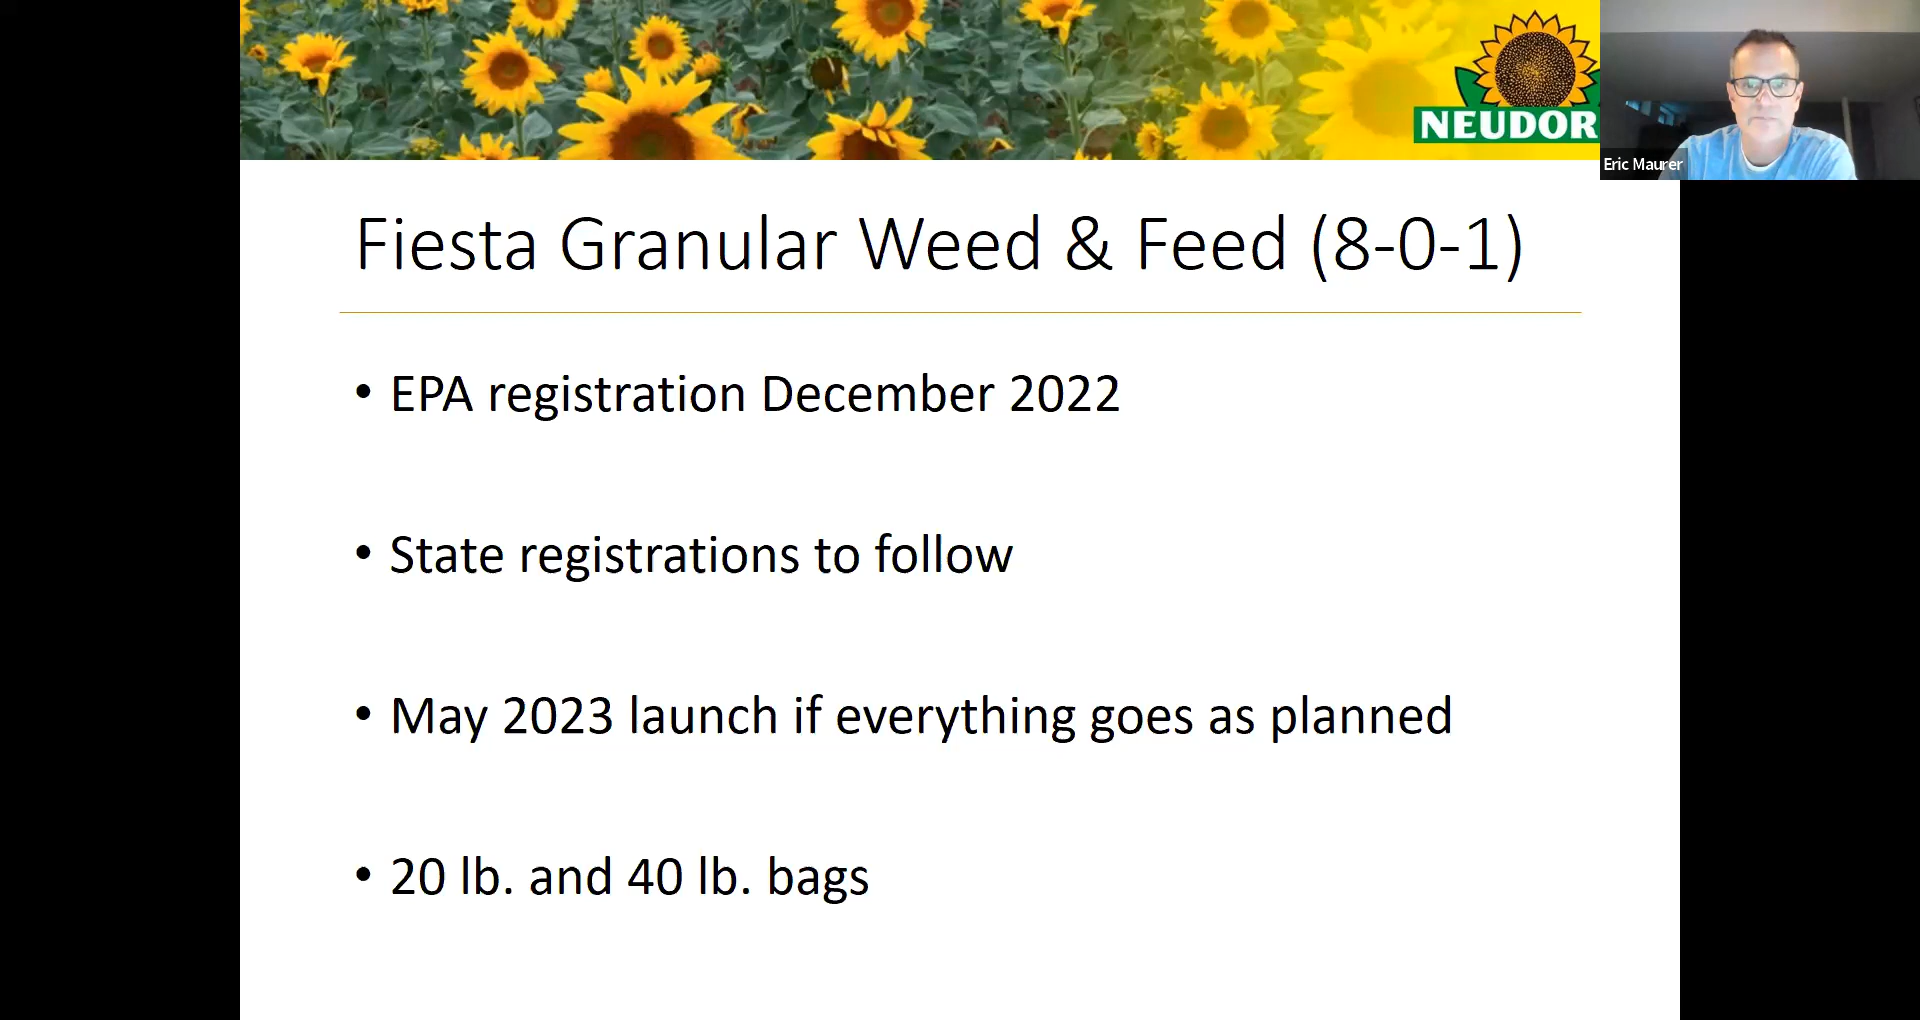 NEUDOR
Eric Maurer
Fiesta Granular Weed & Feed (8-0-1)
• EPA registration December 2022
• State registrations to follow
• May 2023 launch if everything goes as planned
• 20 lb. and 40 lb. bags